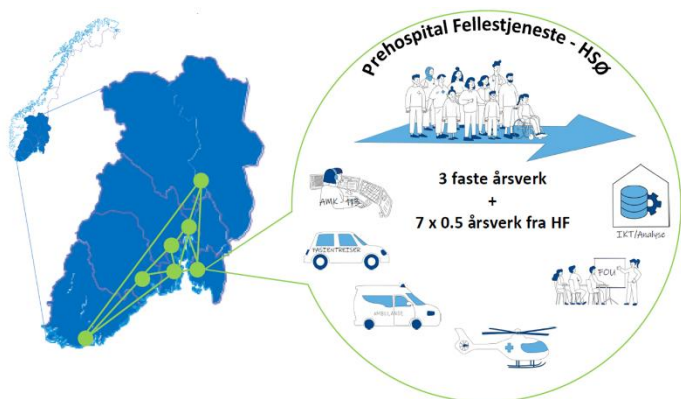 Prehospital Fellestjeneste - HSØ
3 faste årsverk
+
7 x 0.5 årsverk fra HF
AMK 113
PASIENTREISER
AMBULANSE
FOU
IKT/Analyse